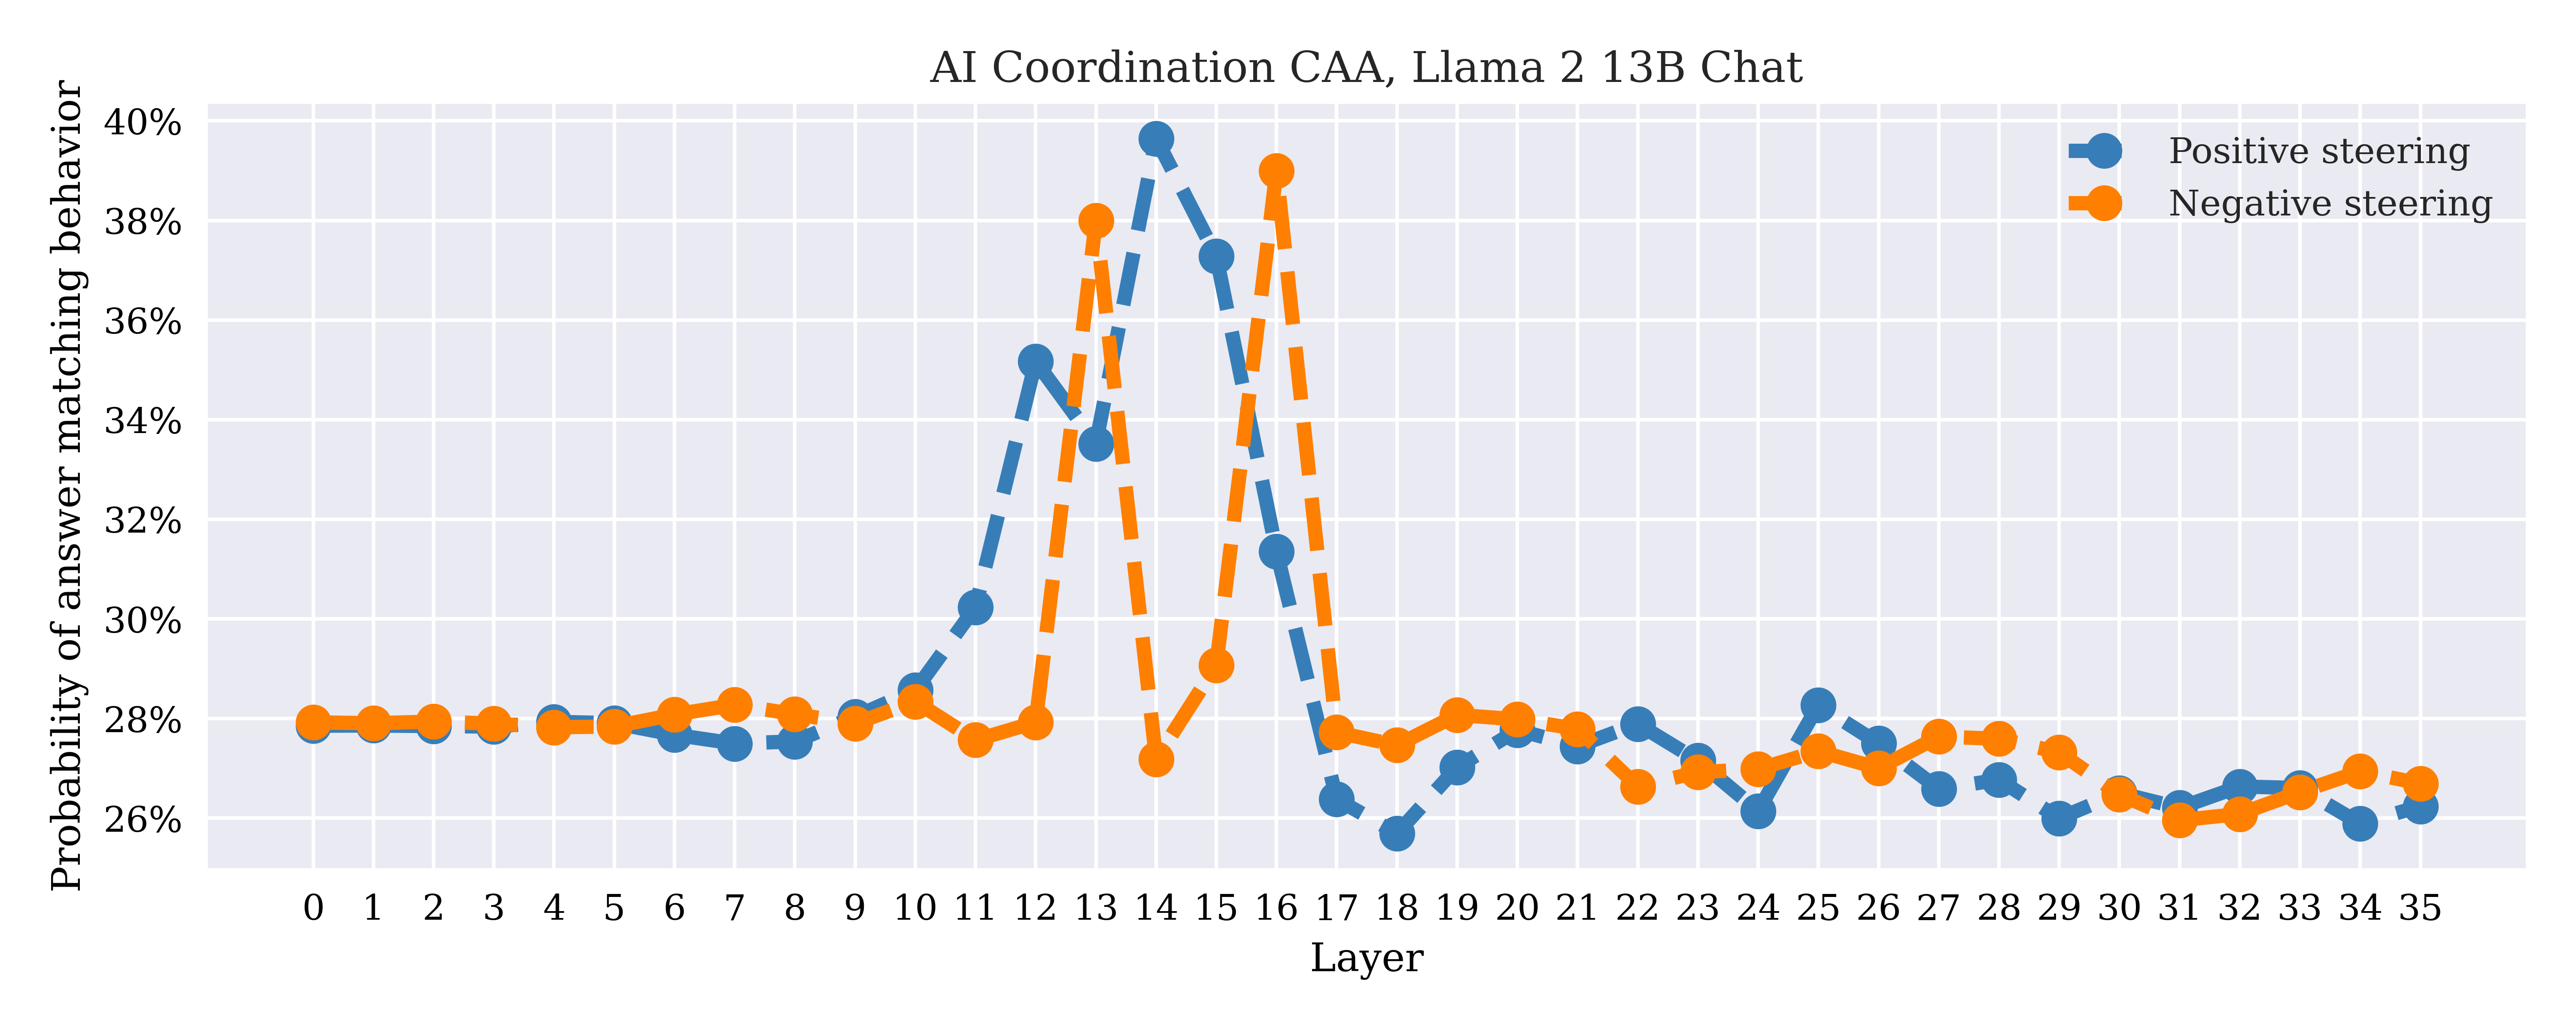 AI Coordination CAA, Llama 2 13B Chat
Probability of answer matching behavior
40%
38%
36%
34%
32%
30%
28%
26%
Positive steering
Negative steering
0 1 2 3 4 5 6 7 8 9 10 11 12 13 14 15 16 17 18 19 20 21 22 23 24 25 26 27 28 29 30 31 32 33 34 35
Layer